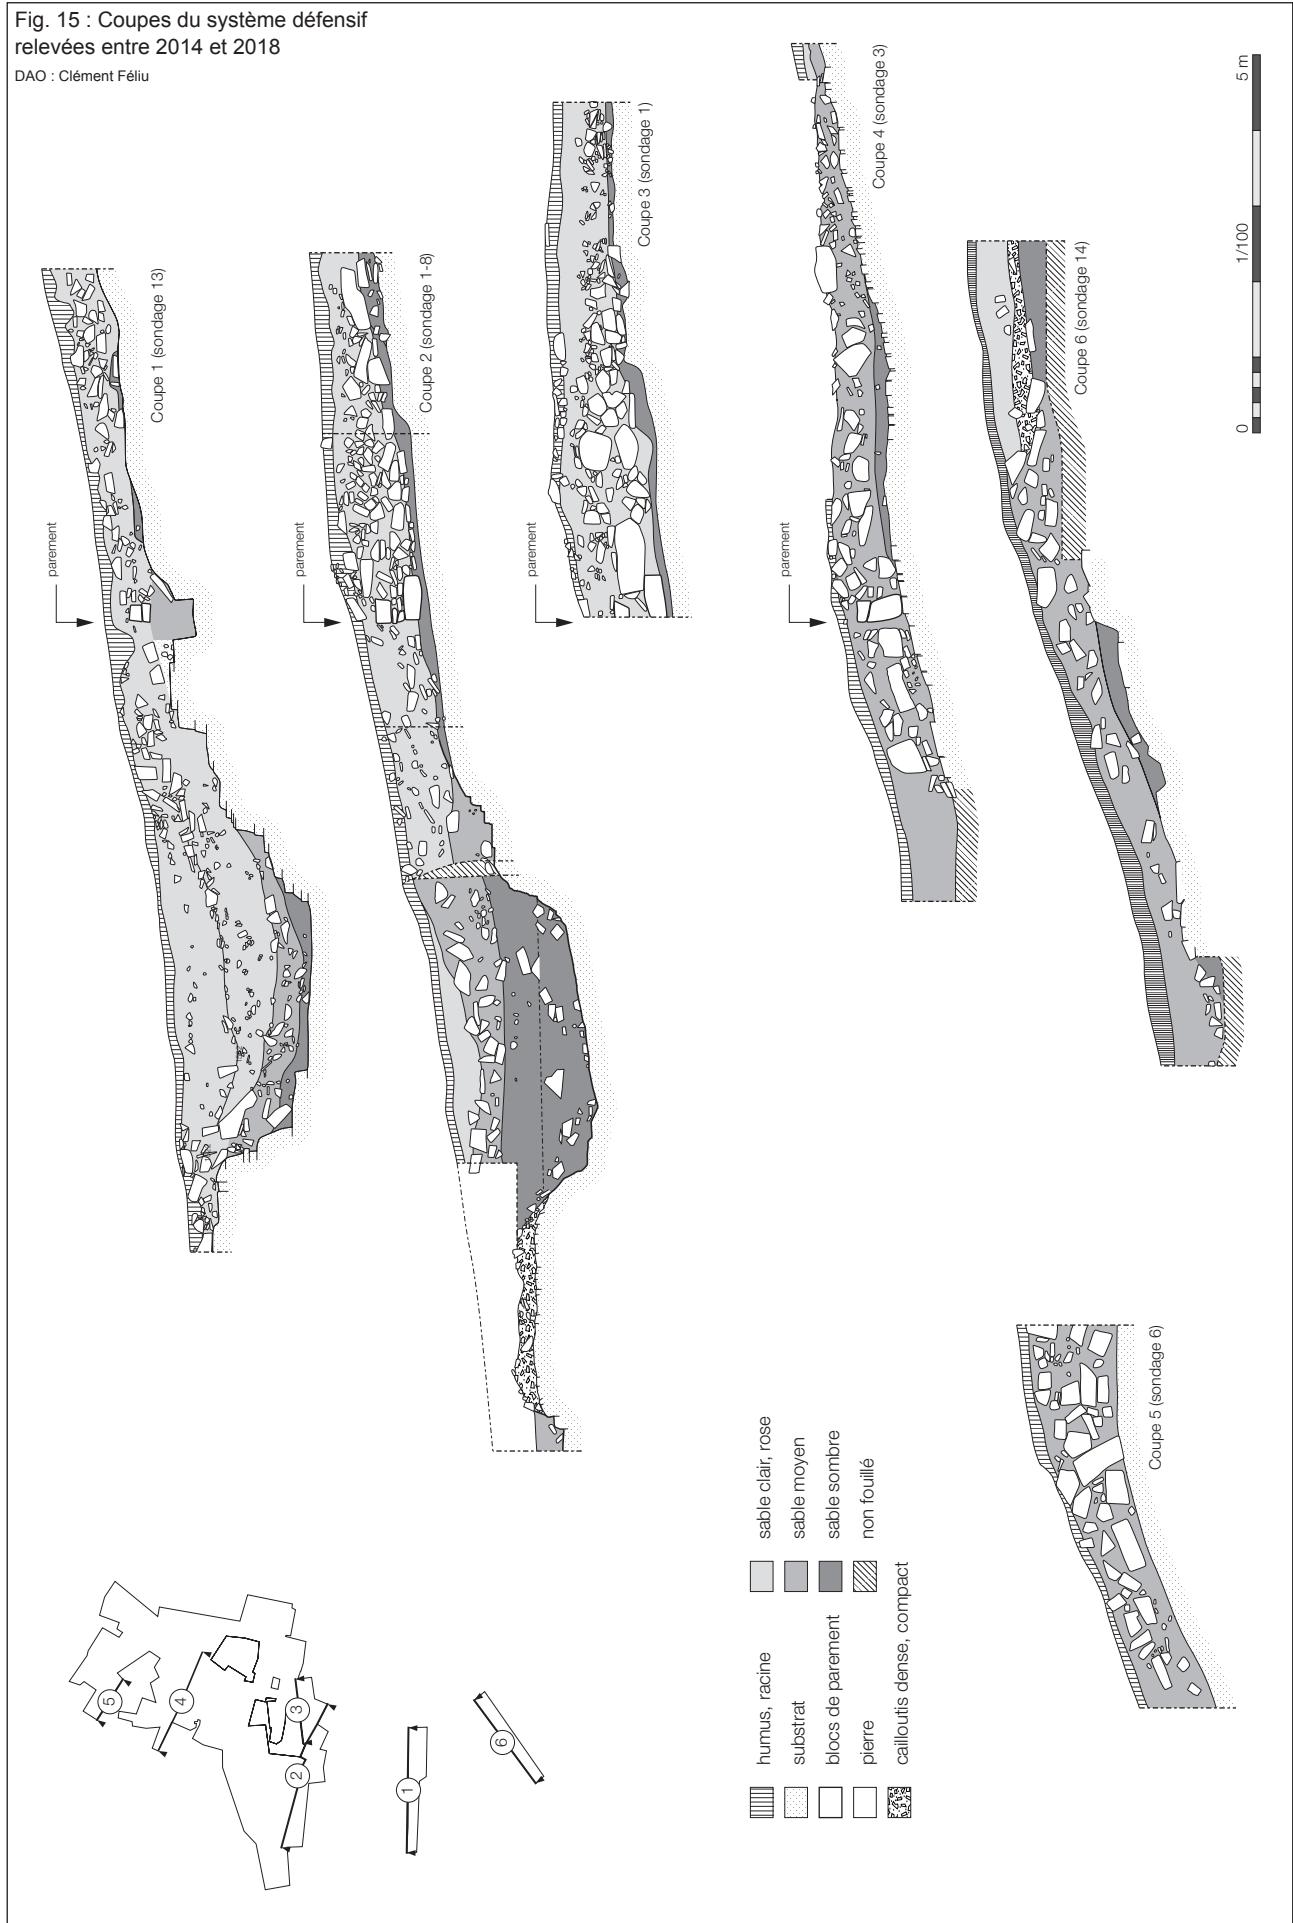 Fig. 15 : Coupes du système défensif
relevées entre 2014 et 2018
DAO : Clément Féliu
parement
Coupe 1 (sondage 13)
parement
Coupe 2 (sondage 1-8)
parement
Coupe 3 (sondage 1)
parement
Coupe 4 (sondage 3)
Coupe 6 (sondage 14)
Coupe 5 (sondage 6)
0
1/100
5 m
humus, racine
substrat
blocs de parement
pierre
cailloutis dense, compact
sable clair, rose
sable moyen
sable sombre
non fouillé
5
4
3
2
1
6